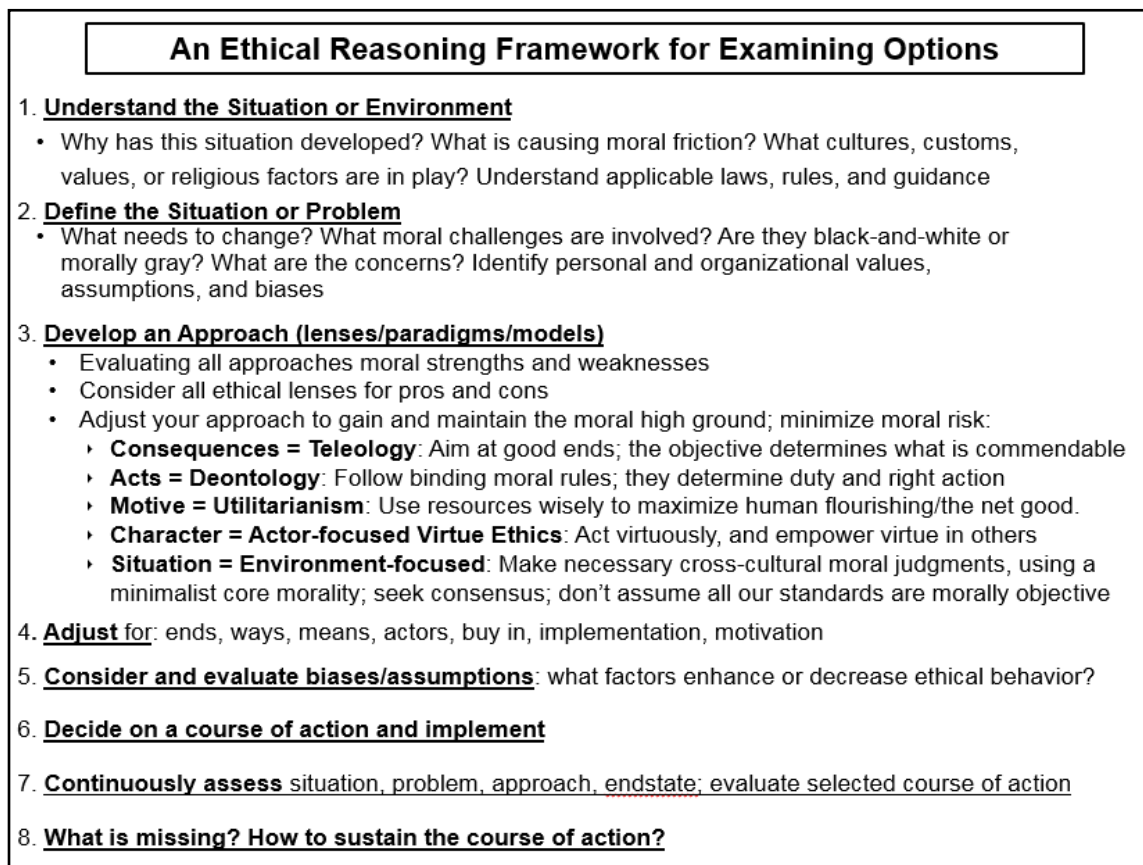 An Ethical Reasoning Framework for Examining Options
1. Understand the Situation or Environment
• Why has this situation developed? What is causing moral friction? What cultures, customs,
values, or religious factors are in play? Understand applicable laws, rules, and guidance
2. Define the Situation or Problem
• What needs to change? What moral challenges are involved? Are they black-and-white or
morally gray? What are the concerns? Identify personal and organizational values,
assumptions, and biases
3. Develop an Approach (lenses/paradigms/models)
• Evaluating all approaches moral strengths and weaknesses
• Consider all ethical lenses for pros and cons
• Adjust your approach to gain and maintain the moral high ground; minimize moral risk:
‣ Consequences = Teleology: Aim at good ends; the objective determines what is commendable
‣ Acts = Deontology: Follow binding moral rules; they determine duty and right action
‣ Motive = Utilitarianism: Use resources wisely to maximize human flourishing/the net good.
‣ Character = Actor-focused Virtue Ethics: Act virtuously, and empower virtue in others
‣ Situation = Environment-focused: Make necessary cross-cultural moral judgments, using a
minimalist core morality; seek consensus; don’t assume all our standards are morally objective
4. Adjust for: ends, ways, means, actors, buy in, implementation, motivation
5. Consider and evaluate biases/assumptions: what factors enhance or decrease ethical behavior?
6. Decide on a course of action and implement
7. Continuously assess situation, problem, approach, endstate; evaluate selected course of action
8. What is missing? How to sustain the course of action?